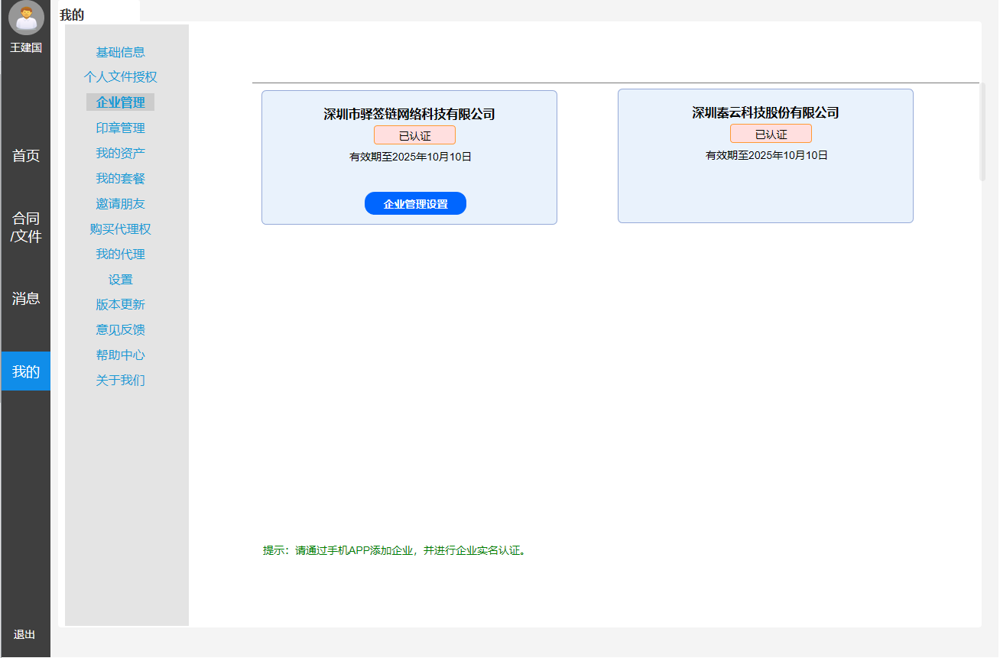 我的
王建国
首页
合同
/文件
消息
我的
退出
基础信息
个人文件授权
企业管理
印章管理
我的资产
我的套餐
邀请朋友
购买代理权
我的代理
设置
版本更新
意见反馈
帮助中心
关于我们
深圳市驿签链网络科技有限公司
已认证
有效期至2025年10月10日
企业管理设置
深圳秦云科技股份有限公司
已认证
有效期至2025年10月10日
提示：请通过手机APP添加企业，并进行企业实名认证。